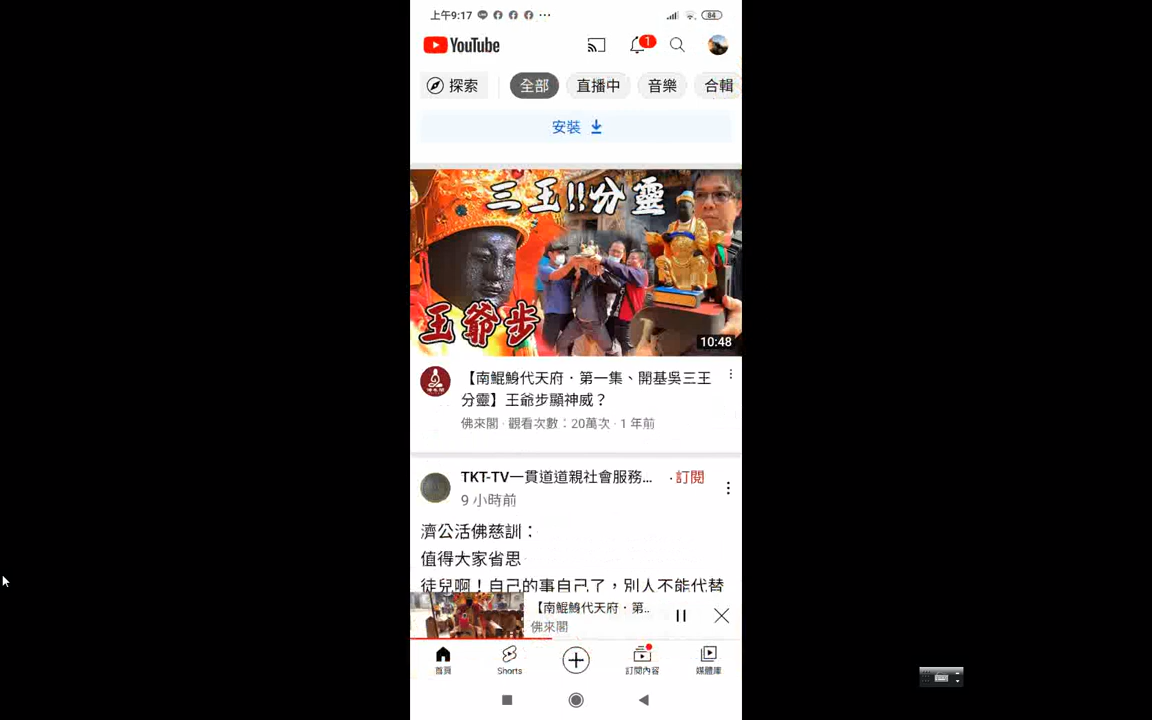 上午9:17
84
YouTube
1
探索
全部
直播中
音樂
合輯
安裝
三王!!分靈
王爺步
10:48
【南鯤鯓代天府．第一集、開基吳三王
分靈】王爺步顯神威？
佛來閣 · 觀看次數：20萬次 · 1 年前
TKT-TV一貫道道親社會服務... · 訂閱
9 小時前
濟公活佛慈訓：
值得大家省思
徒兒啊！自己的事自己了，別人不能代替
【南鯤鯓代天府．第...
佛來閣
首頁
Shorts
訂閱內容
媒體庫